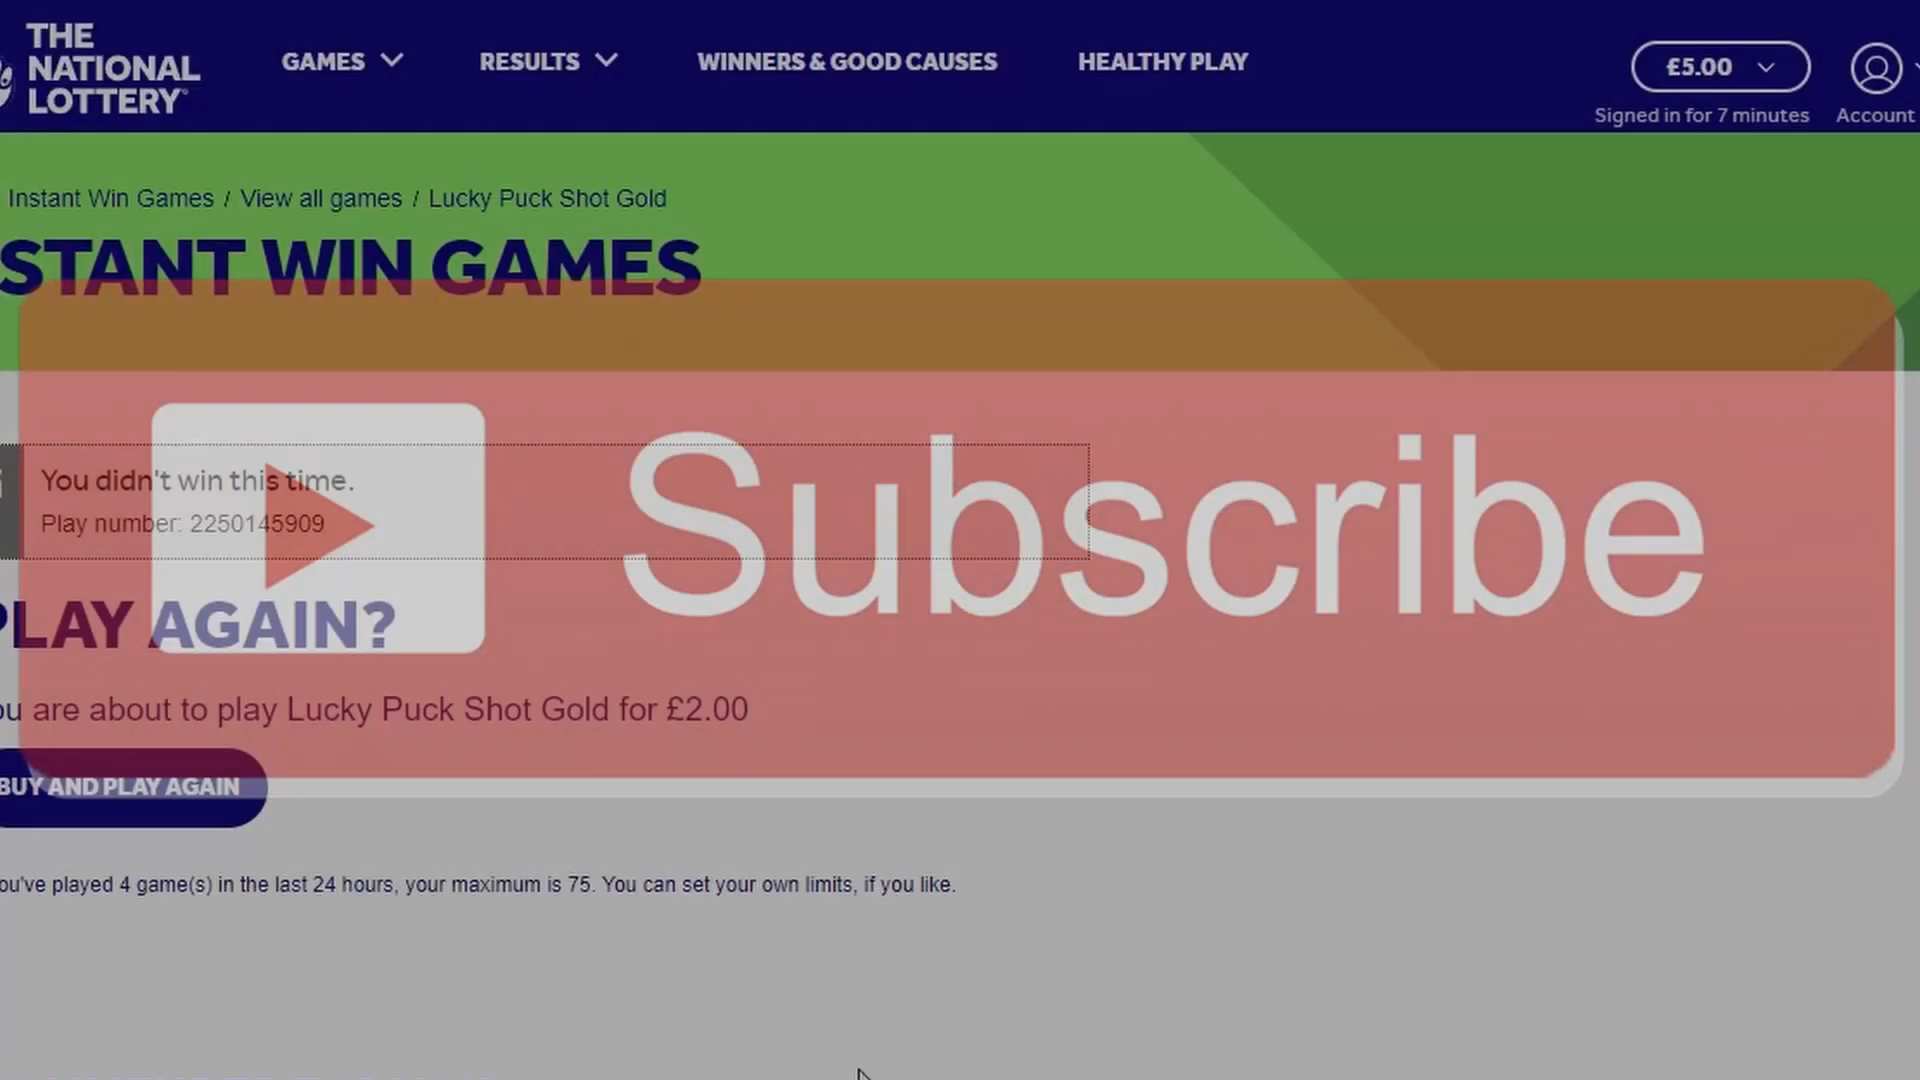 THE
NATIONAL
LOTTERY
GAMES
RESULTS
WINNERS & GOOD CAUSES
HEALTHY PLAY
£5.00
Signed in for 7 minutes
Account
Instant Win Games / View all games / Lucky Puck Shot Gold
STANT WIN GAMES
Subscribe
You didn't win this time.
Play number: 2250145909
PLAY AGAIN?
ou are about to play Lucky Puck Shot Gold for £2.00
BUY AND PLAY AGAIN
ou've played 4 game(s) in the last 24 hours, your maximum is 75. You can set your own limits, if you like.